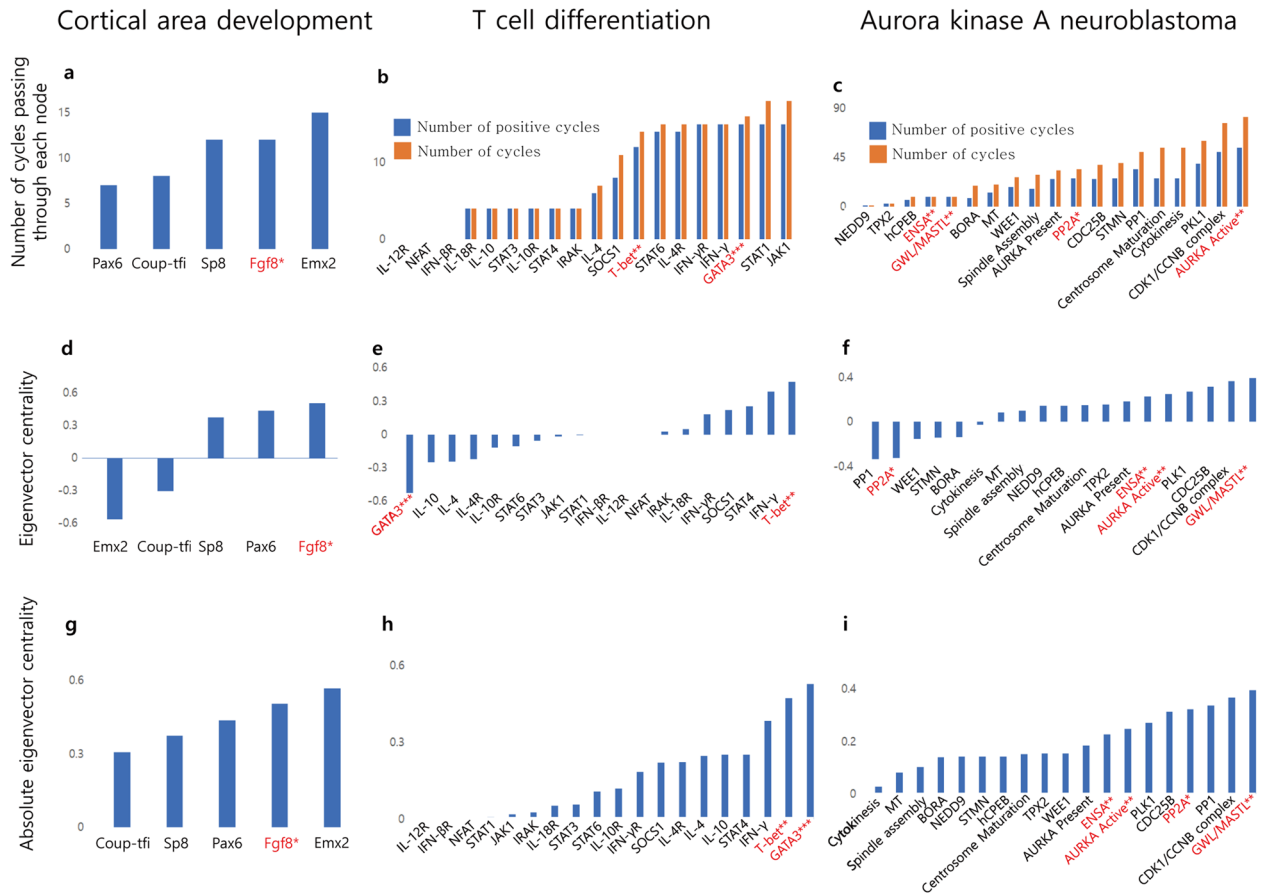 Cortical area development
T cell differentiation
Aurora kinase A neuroblastoma
Number of cycles passing
through each node
a
15
10
5
0
Pax6
Coup-tfi
Sp8
Fgf8*
Emx2
b
Number of positive cycles
Number of cycles
10
0
IL-12R
NFAT
IFN-βR
IL-18R
IL-10
STAT3
IL-10R
STAT4
IRAK
IL-4
SOCS1
T-bet**
STAT6
IL-4R
IFN-γR
IFN-γ
GATA3***
STAT1
JAK1
c
90
Number of positive cycles
Number of cycles
45
0
NEDD9
TPX2
hCPEB
ENSA**
GWL/MASTL**
BORA
MT
WEE1
Spindle Assembly
AURKA Present
PP2A*
CDC25B
STMN
PP1
Centrosome Maturation
Cytokinesis
PKL1
CDK1/CCNB complex
AURKA Active**
Eigenvector centrality
d
0.6
0.3
0
-0.3
-0.6
Emx2
Coup-tfi
Sp8
Pax6
Fgf8*
e
0.6
0.3
0
-0.3
-0.6
GATA3***
IL-10
IL-4
IL-4R
IL-10R
STAT6
STAT3
JAK1
STAT1
IFN-βR
IL-12R
NFAT
IRAK
IL-18R
IFN-γR
SOCS1
STAT4
IFN-γ
T-bet**
f
0.4
0
-0.4
PP1
PP2A*
WEE1
STMN
BORA
Cytokinesis
MT
Spindle assembly
NEDD9
hCPEB
Centrosome Maturation
TPX2
AURKA Present
ENSA**
AURKA Active**
PLK1
CDC25B
CDK1/CCNB complex
GWL/MASTL**
Absolute eigenvector centrality
g
0.6
0.3
0
Coup-tfi
Sp8
Pax6
Fgf8*
Emx2
h
0.6
0.3
0
IL-12R
IFN-βR
NFAT
STAT1
JAK1
IRAK
IL-18R
STAT3
STAT6
IL-10R
IFN-γR
SOCS1
IL-4R
IL-4
IL-10
STAT4
IFN-γ
T-bet**
GATA3***
i
0.4
0.2
0
Cytokinesis
MT
Spindle assembly
BORA
NEDD9
STMN
hCPEB
Centrosome Maturation
TPX2
WEE1
AURKA Present
ENSA**
AURKA Active**
PLK1
CDC25B
PP2A*
PP1
CDK1/CCNB complex
GWL/MASTL**